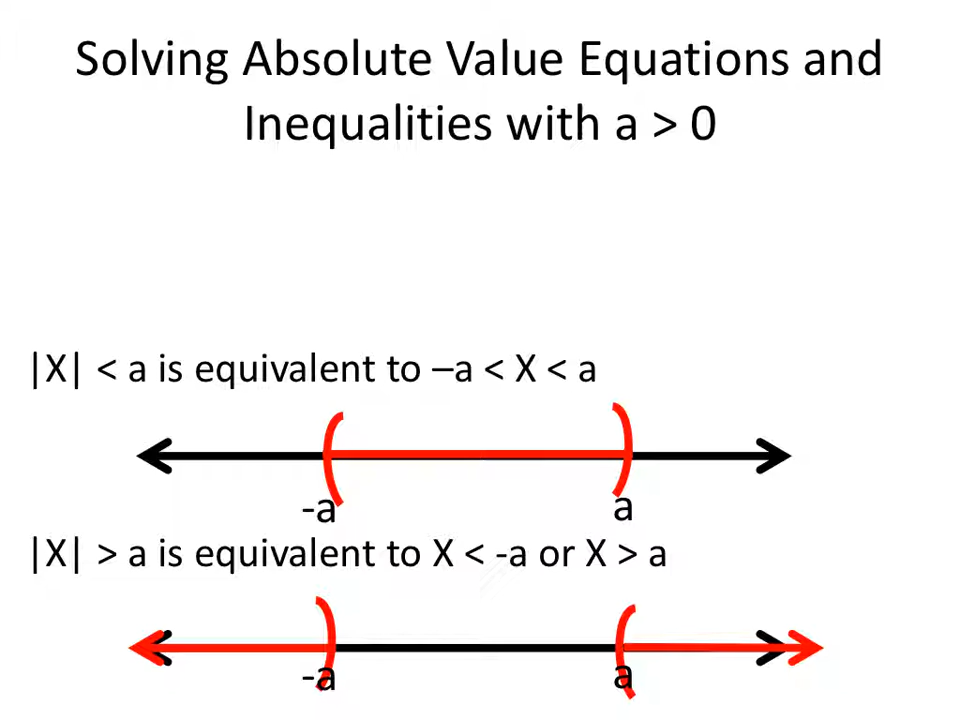 Solving Absolute Value Equations and
Inequalities with a > 0
|X| < a is equivalent to –a < X < a
-a a
|X| > a is equivalent to X < -a or X > a
-a a